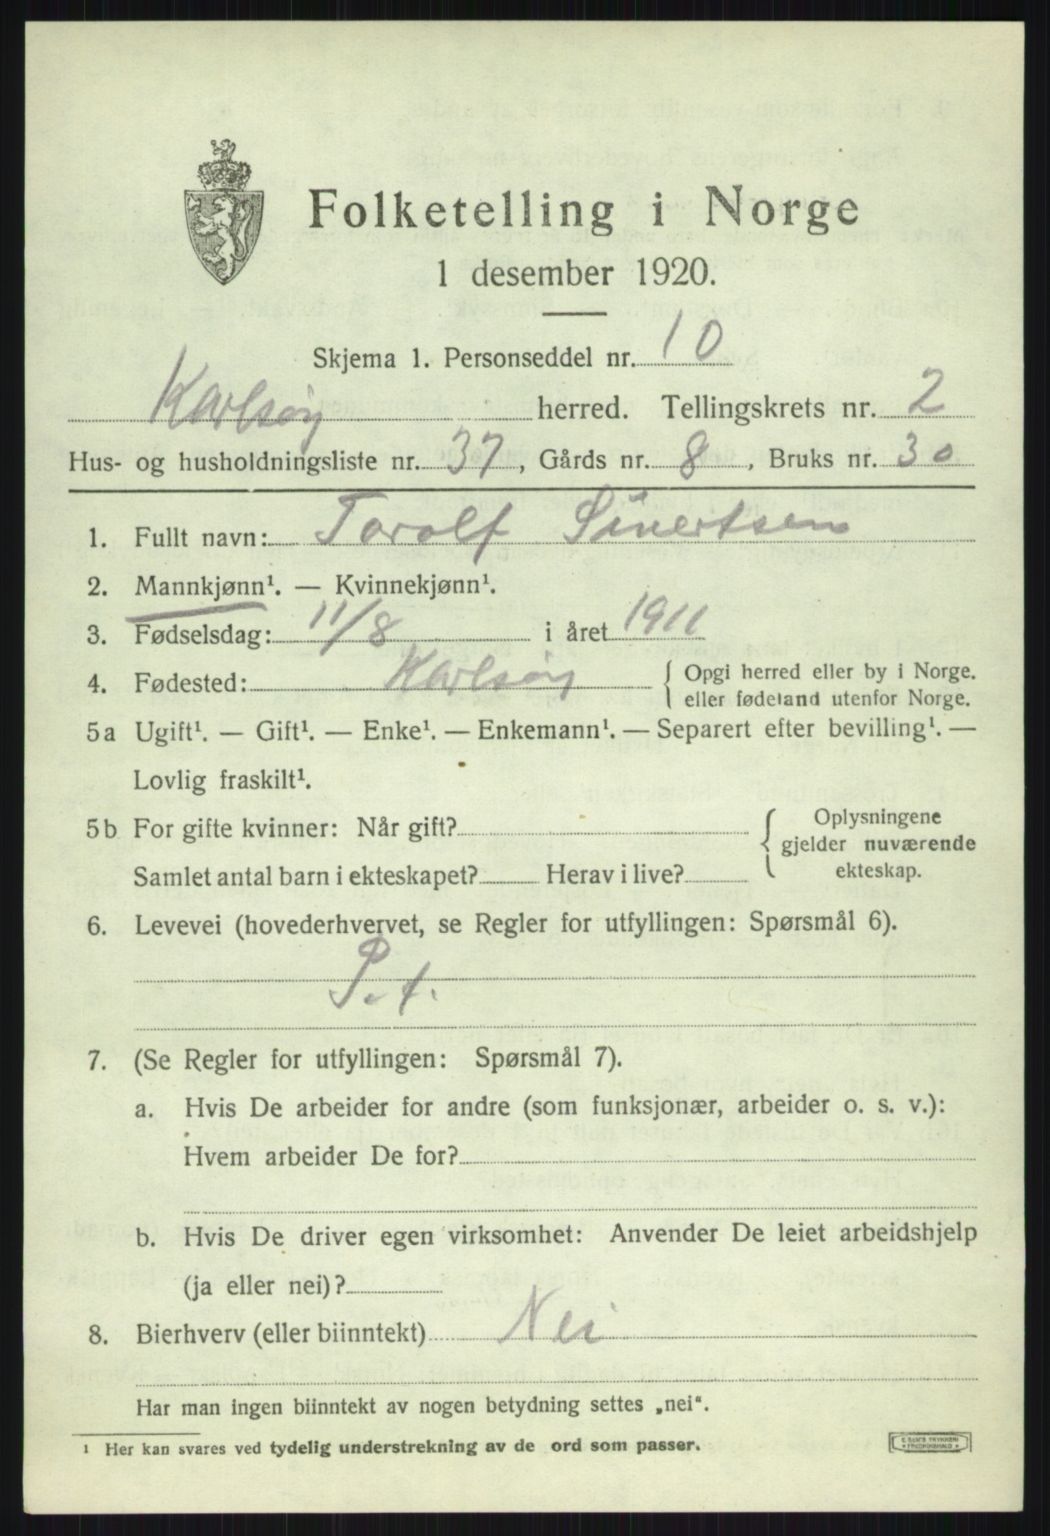 Folketelling i Norge
1 desember 1920.
Skjema 1. Personseddel nr. 10
Karlsøy herred. Tellingskrets nr. 2
Hus- og husholdningsliste nr. 37, Gårds nr. 8, Bruks nr. 30
1. Fullt navn: Torolf Sivertsen
2. Mannkjønn¹. — Kvinnekjønn¹.
3. Fødselsdag: 11/8 i året 1911
4. Fødested: Karlsøy { Opgi herred eller by i Norge.
eller fødeland utenfor Norge.
5a Ugift¹. — Gift¹. — Enke¹. — Enkemann¹. — Separert efter bevilling¹. —
Lovlig fraskilt¹.
5b For gifte kvinner: Når gift? { Oplysningene
gjelder nuværende
Samlet antal barn i ekteskapet? Herav i live? ekteskap.
6. Levevei (hovederhvervet, se Regler for utfyllingen: Spørsmål 6).
P. f.
7. (Se Regler for utfyllingen: Spørsmål 7).
a. Hvis De arbeider for andre (som funksjonær, arbeider o. s. v.):
Hvem arbeider De for?
b. Hvis De driver egen virksomhet: Anvender De leiet arbeidshjelp
(ja eller nei)?
8. Bierhverv (eller biinntekt) Nei
Har man ingen biinntekt av nogen betydning settes „nei“.
¹ Her kan svares ved tydelig understrekning av de ord som passer.